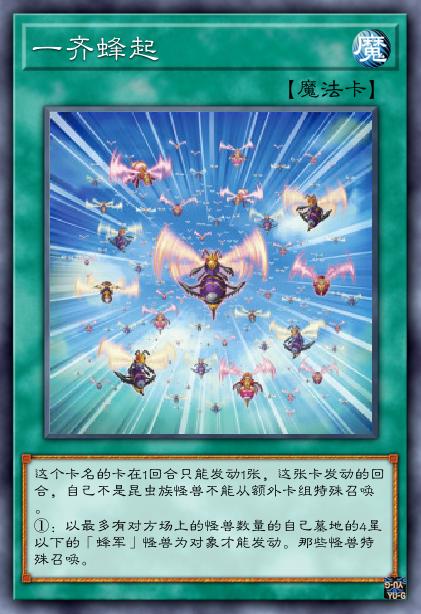 一齐蜂起
魔
【魔法卡】
这个卡名的卡在1回合只能发动1张，这张卡发动的回
合，自己不是昆虫族怪兽不能从额外卡组特殊召唤
。
①：以最多有对方场上的怪兽数量的自己墓地的4星
以下的「蜂军」怪兽为对象才能发动。那些怪兽特
殊召唤。